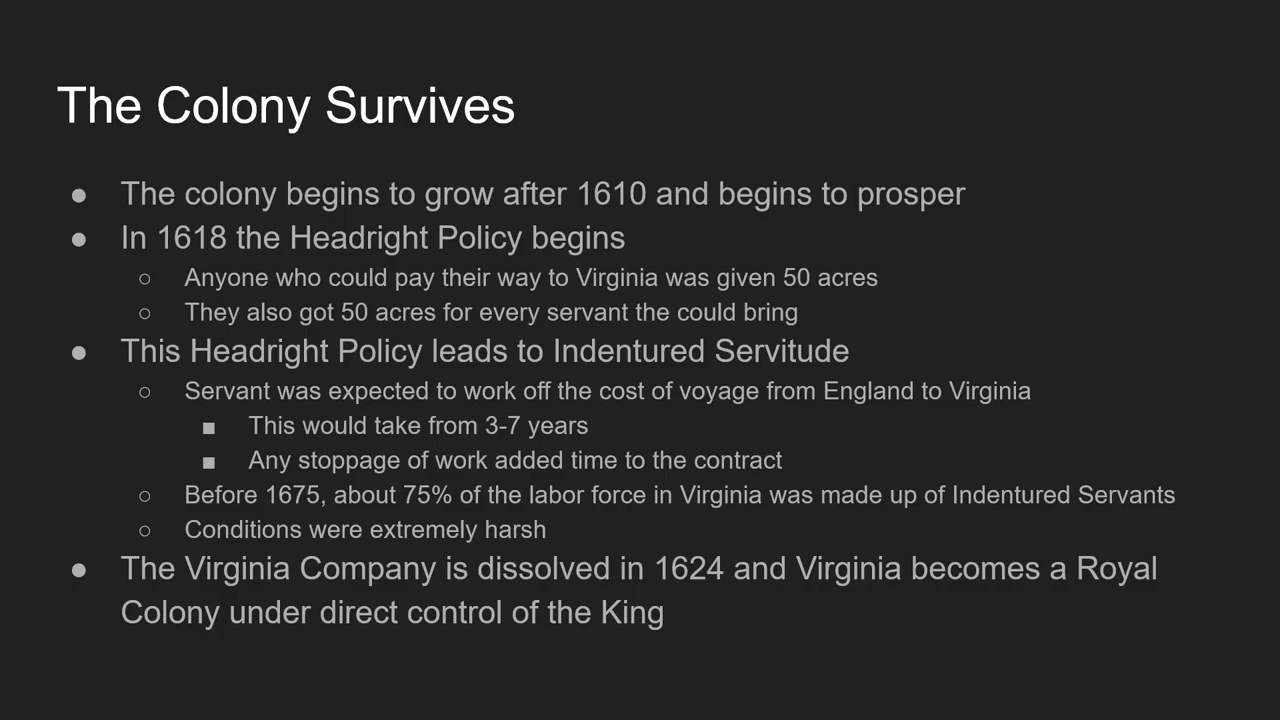 The Colony Survives
● The colony begins to grow after 1610 and begins to prosper
● In 1618 the Headright Policy begins
○ Anyone who could pay their way to Virginia was given 50 acres
○ They also got 50 acres for every servant the could bring
● This Headright Policy leads to Indentured Servitude
○ Servant was expected to work off the cost of voyage from England to Virginia
■ This would take from 3-7 years
■ Any stoppage of work added time to the contract
○ Before 1675, about 75% of the labor force in Virginia was made up of Indentured Servants
○ Conditions were extremely harsh
● The Virginia Company is dissolved in 1624 and Virginia becomes a Royal
Colony under direct control of the King